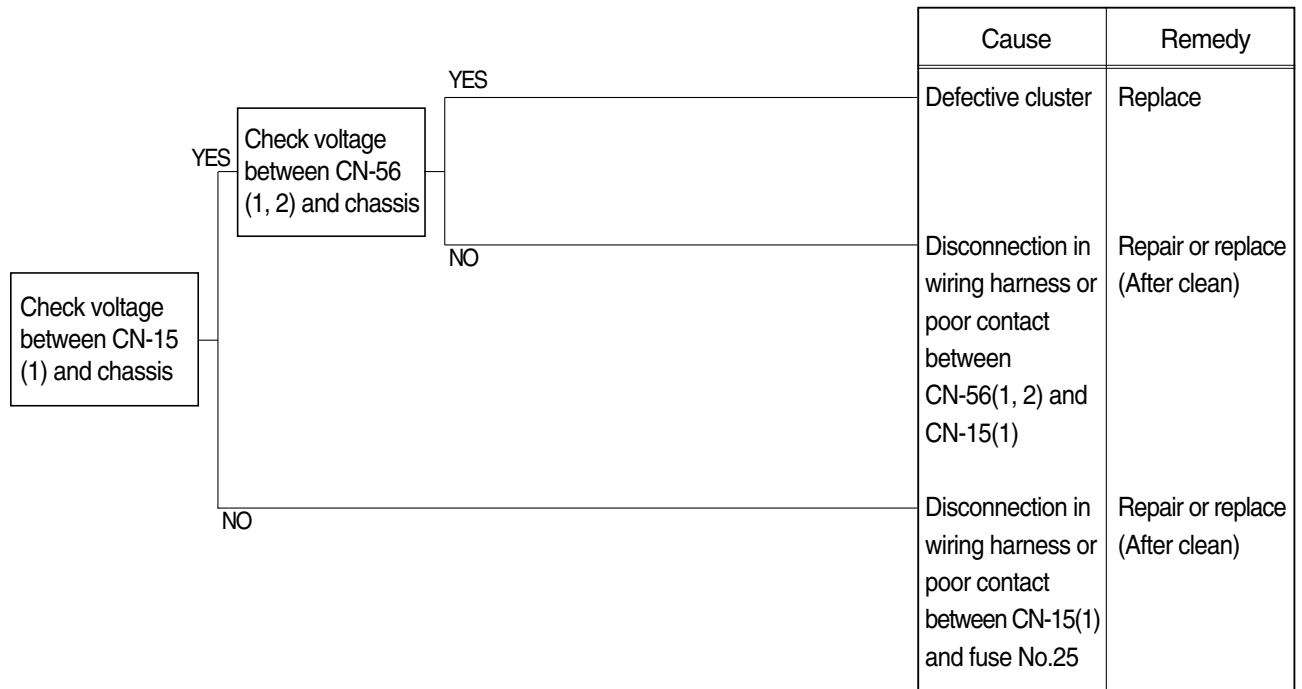 Cause
Remedy
YES
Defective cluster
Replace
YES
Check voltage
between CN-56
(1, 2) and chassis
NO
Disconnection in
wiring harness or
poor contact
between
CN-56(1, 2) and
CN-15(1)
Repair or replace
(After clean)
Check voltage
between CN-15
(1) and chassis
NO
Disconnection in
wiring harness or
poor contact
between CN-15(1)
and fuse No.25
Repair or replace
(After clean)